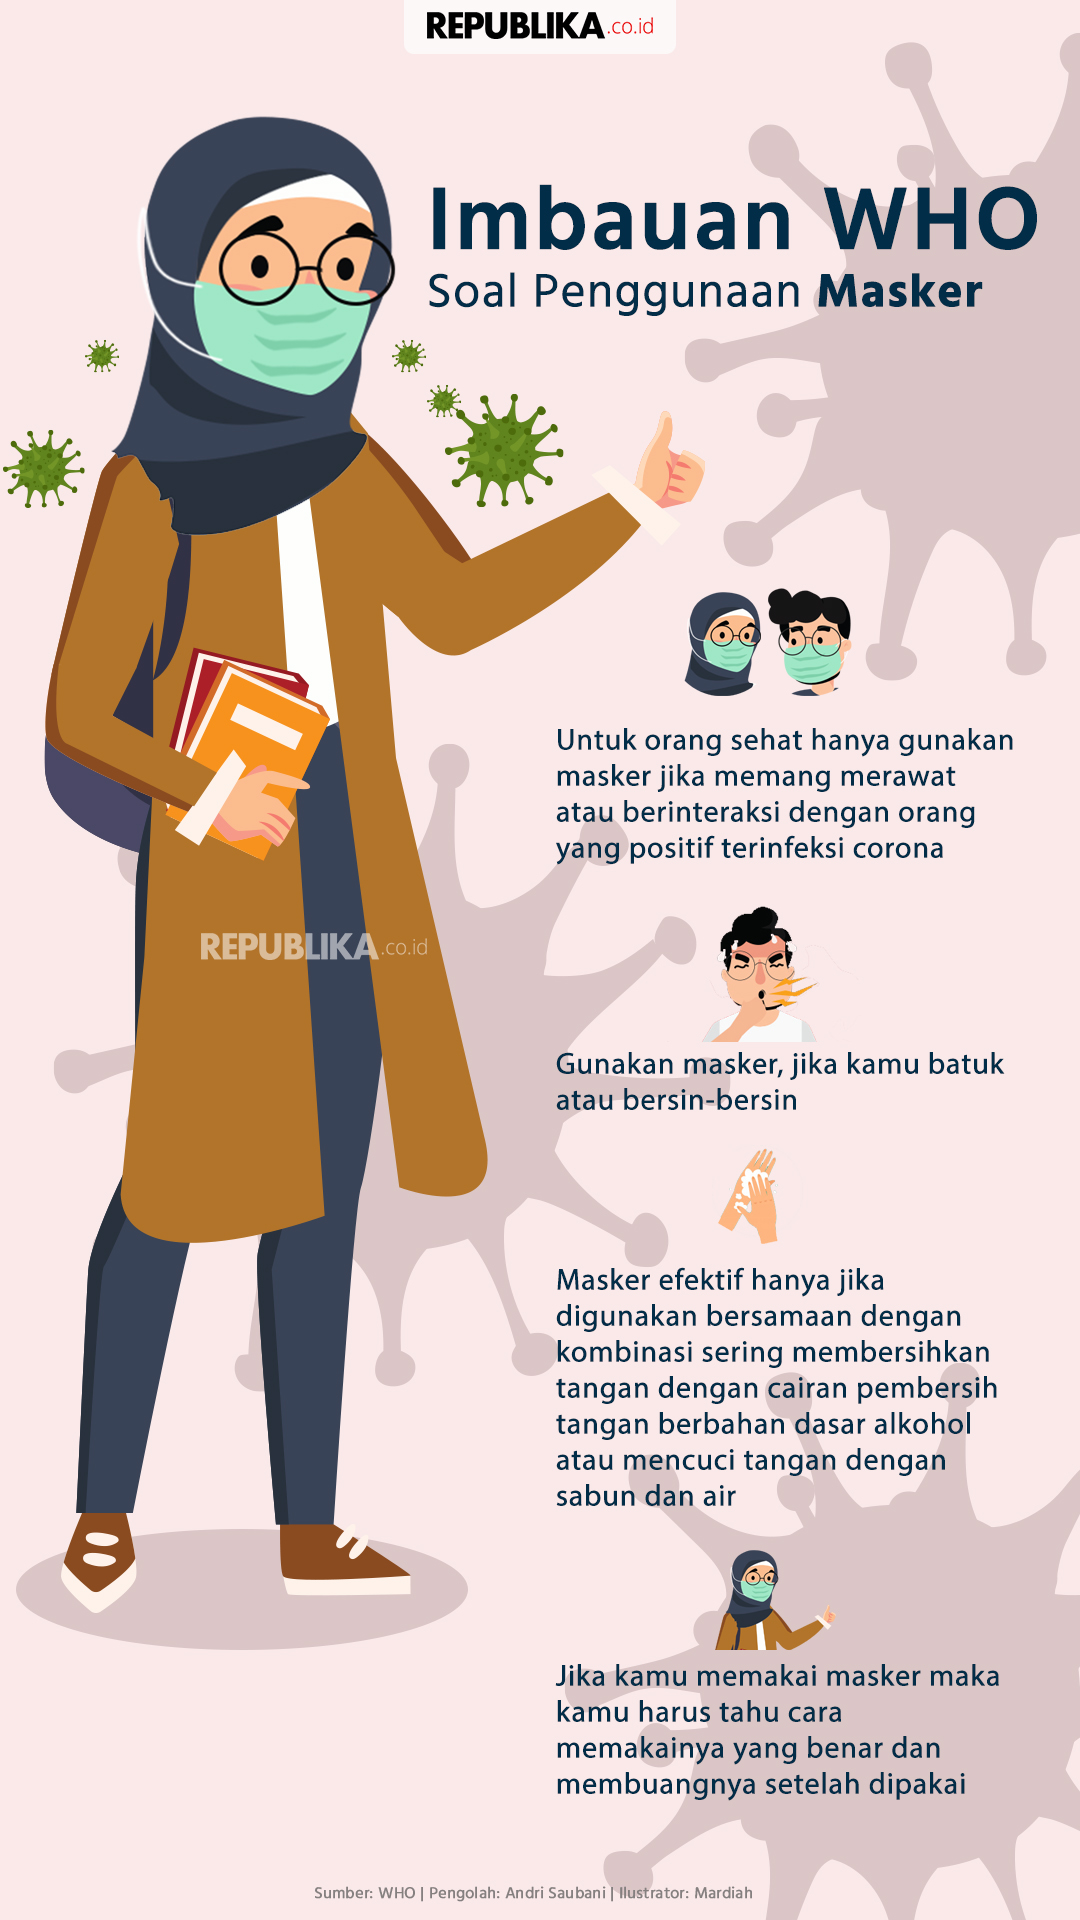 REPUBLIKA.co.id
Imbauan WHO
Soal Penggunaan Masker
Untuk orang sehat hanya gunakan
masker jika memang merawat
atau berinteraksi dengan orang
yang positif terinfeksi corona
REPUBLIKA.co.id
Gunakan masker, jika kamu batuk
atau bersin-bersin
Masker efektif hanya jika
digunakan bersamaan dengan
kombinasi sering membersihkan
tangan dengan cairan pembersih
tangan berbahan dasar alkohol
atau mencuci tangan dengan
sabun dan air
Jika kamu memakai masker maka
kamu harus tahu cara
memakainya yang benar dan
membuangnya setelah dipakai
Sumber: WHO | Pengolah: Andri Saubani | Ilustrator: Mardiah